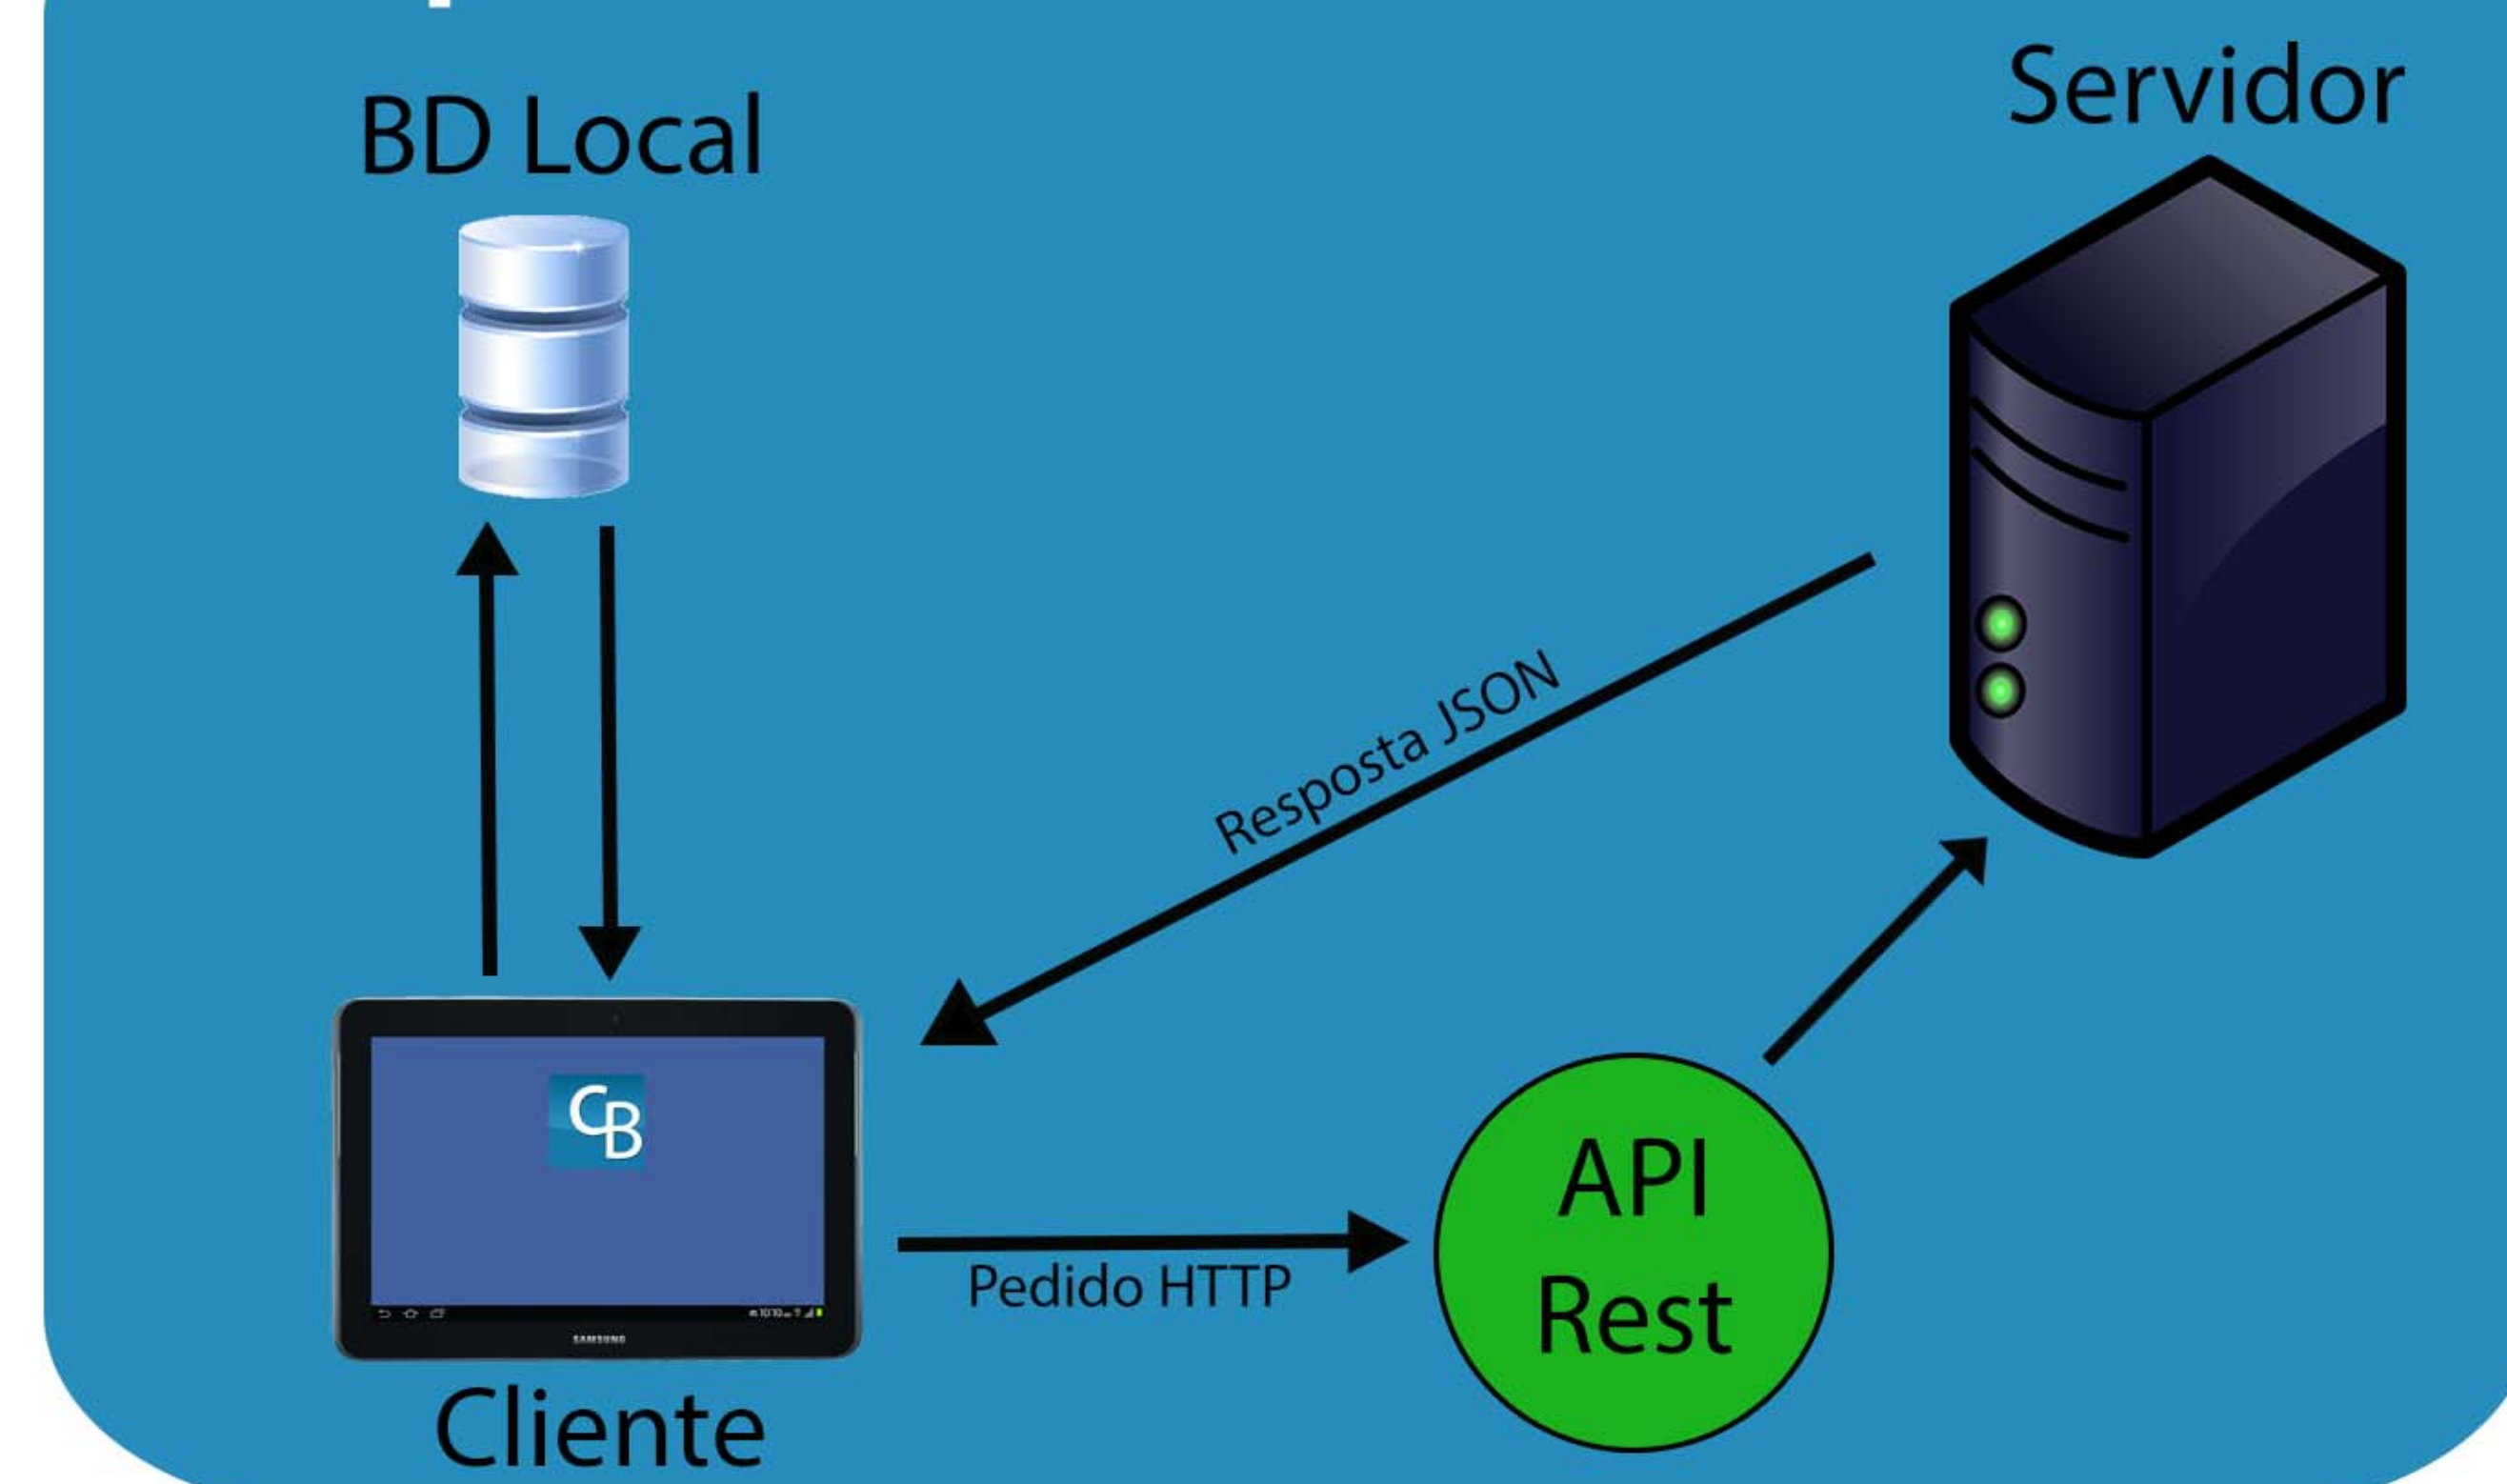 BD Local
Servidor
Resposta JSON
CB
SAMSUNG
Pedido HTTP
API
Rest
Cliente